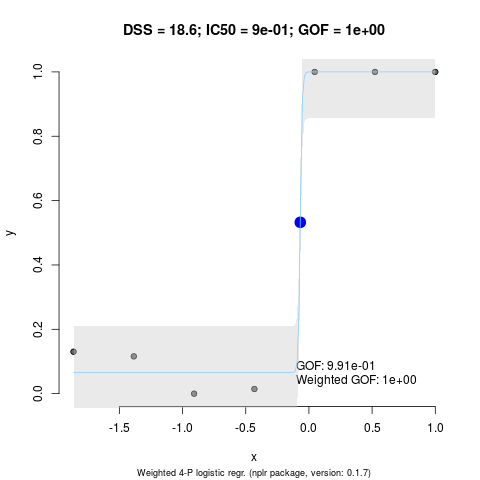 DSS = 18.6; IC50 = 9e-01; GOF = 1e+00
y
1.0
0.8
0.6
0.4
0.2
0.0
GOF: 9.91e-01
Weighted GOF: 1e+00
-1.5 -1.0 -0.5 0.0 0.5 1.0
x
Weighted 4-P logistic regr. (nplr package, version: 0.1.7)